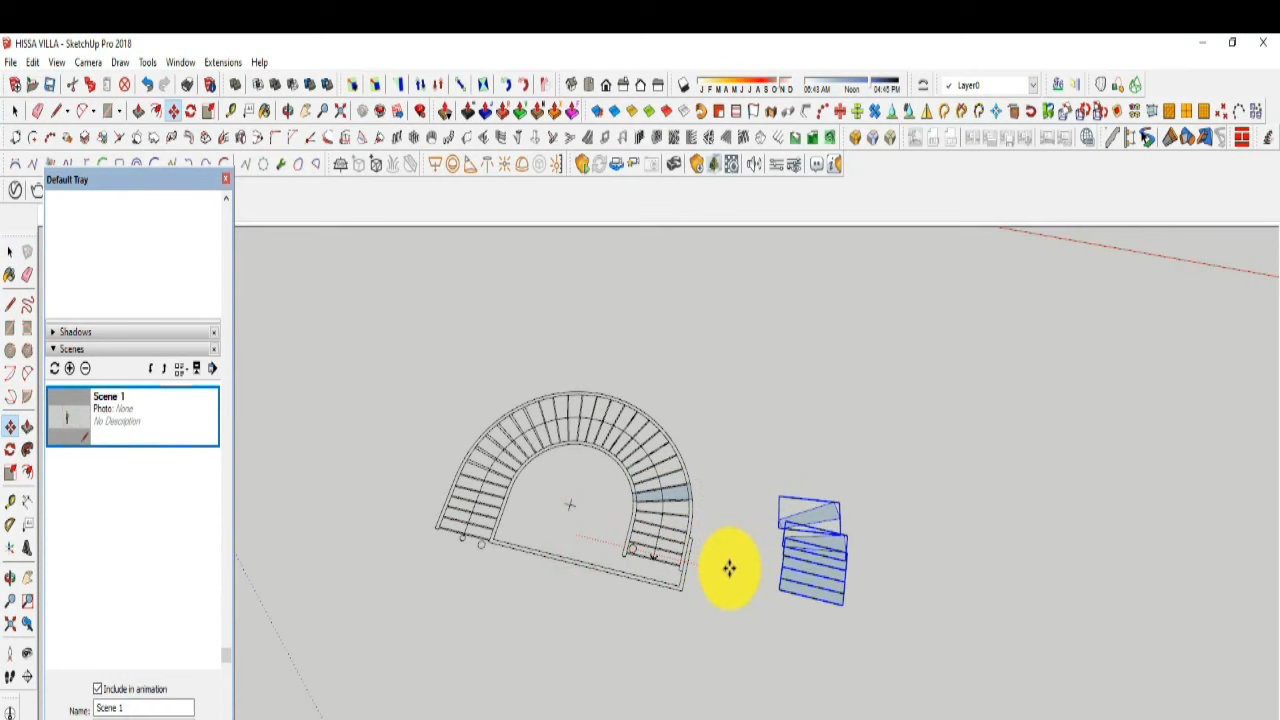 HISSA VILLA - SketchUp Pro 2018
File Edit View Camera Draw Tools Window Extensions Help
J F M A M J J A S O N D
06:43 AM Noon 04:45 PM
Layer0
Default Tray
Shadows
Scenes
Scene 1
Photo: None
No Description
Include in animation
Name: Scene 1